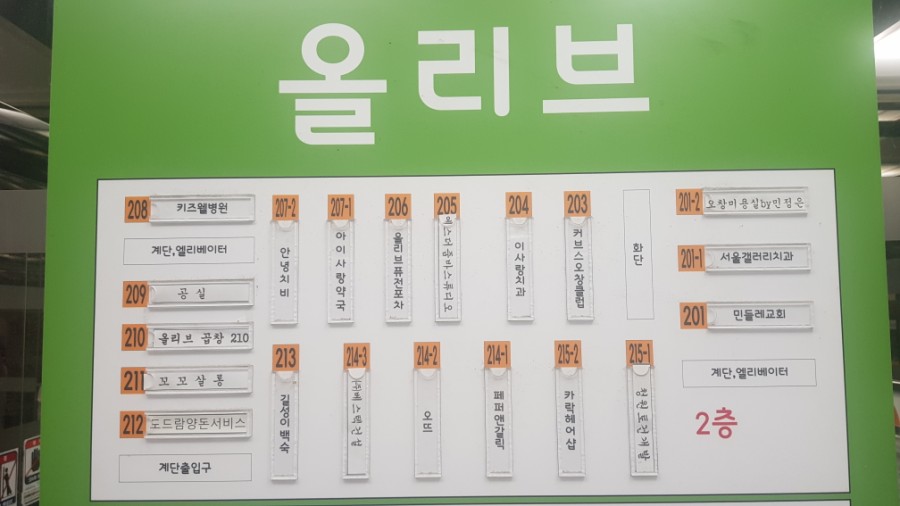 올리브
208 키즈웰병원
계단,엘리베이터
209 공실
210 올리브 곱창 210
211 꼬꼬살롱
212 도드람양돈서비스
계단출입구
207-2 안녕치비
207-1 아이사랑약국
206 올리브퓨전포차
205
204 이사랑치과
203 커브스오창클럽
화단
201-2 오창미용실by민정은
201-1 서울갤러리치과
201 민들레교회
계단,엘리베이터
213 김성이백숙
214-3
214-2 오뜨
214-1 페퍼앤갈릭
215-2 카락헤어샵
215-1 창원토건개발
2층